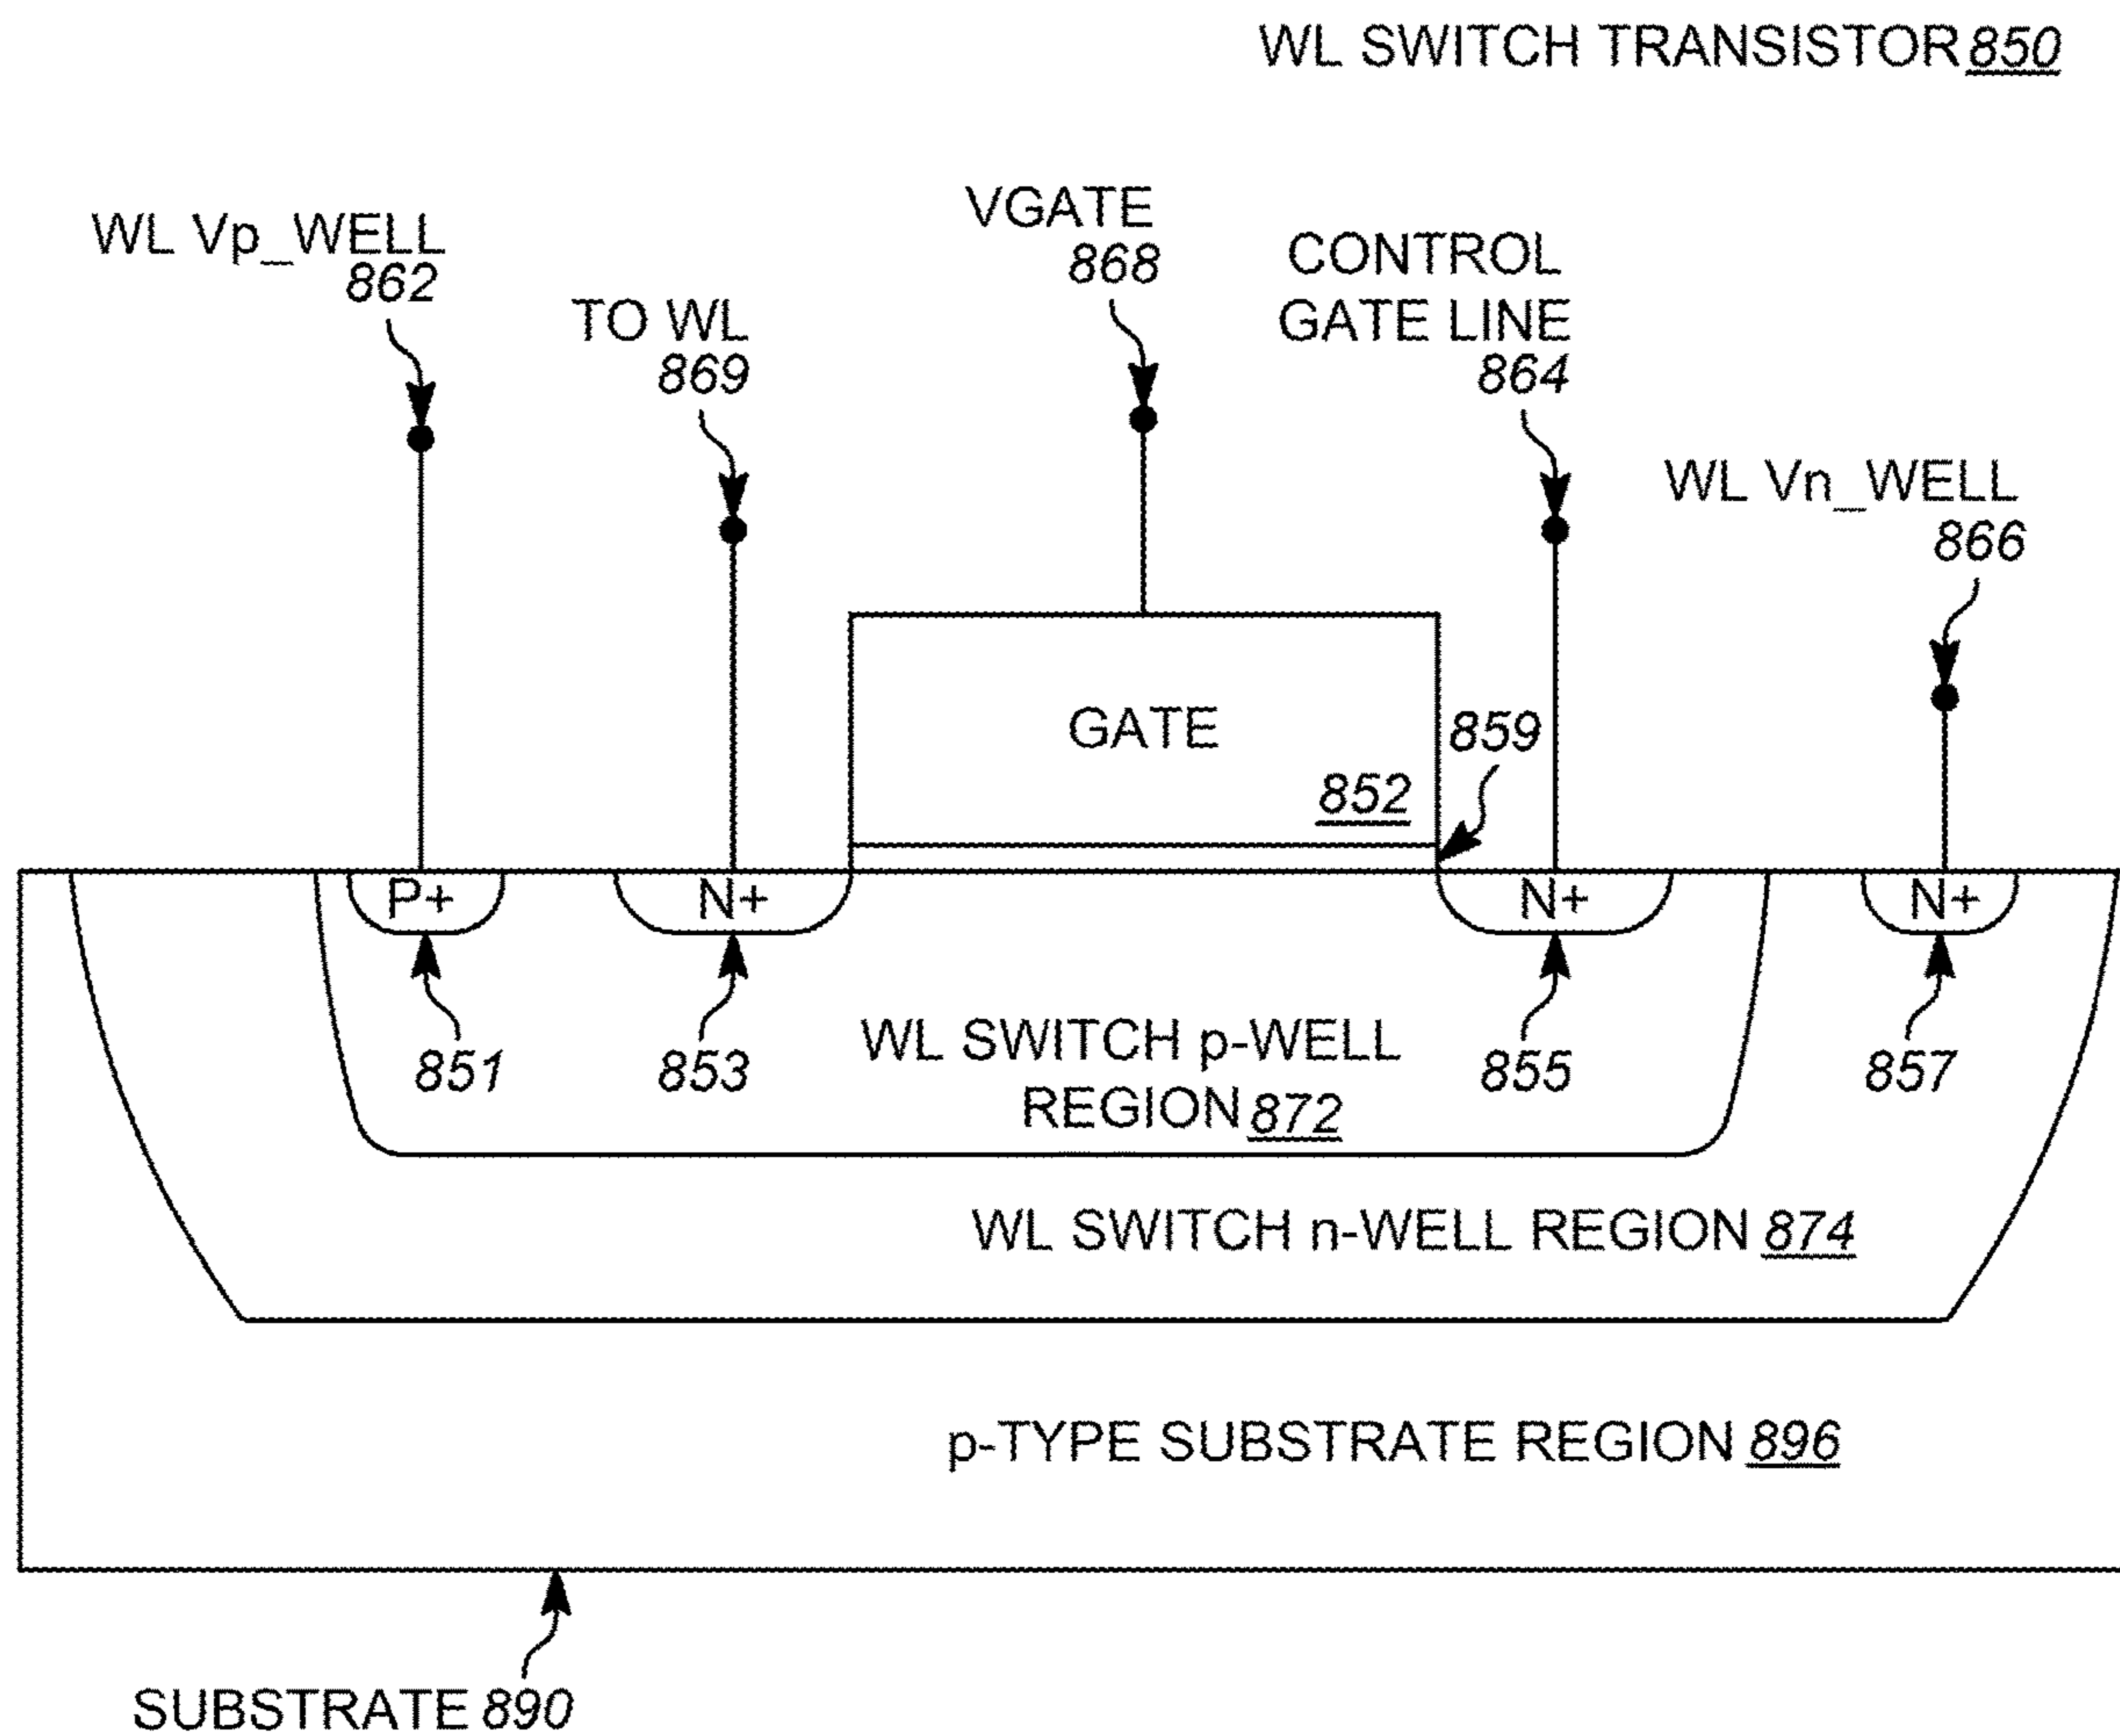 WL SWITCH TRANSISTOR 850
WL Vp_WELL
862
TO WL
869
VGATE
868
CONTROL
GATE LINE
864
WL Vn_WELL
866
GATE
852
859
P+
N+
N+
N+
851
853
855
857
WL SWITCH p-WELL
REGION 872
WL SWITCH n-WELL REGION 874
p-TYPE SUBSTRATE REGION 896
SUBSTRATE 890